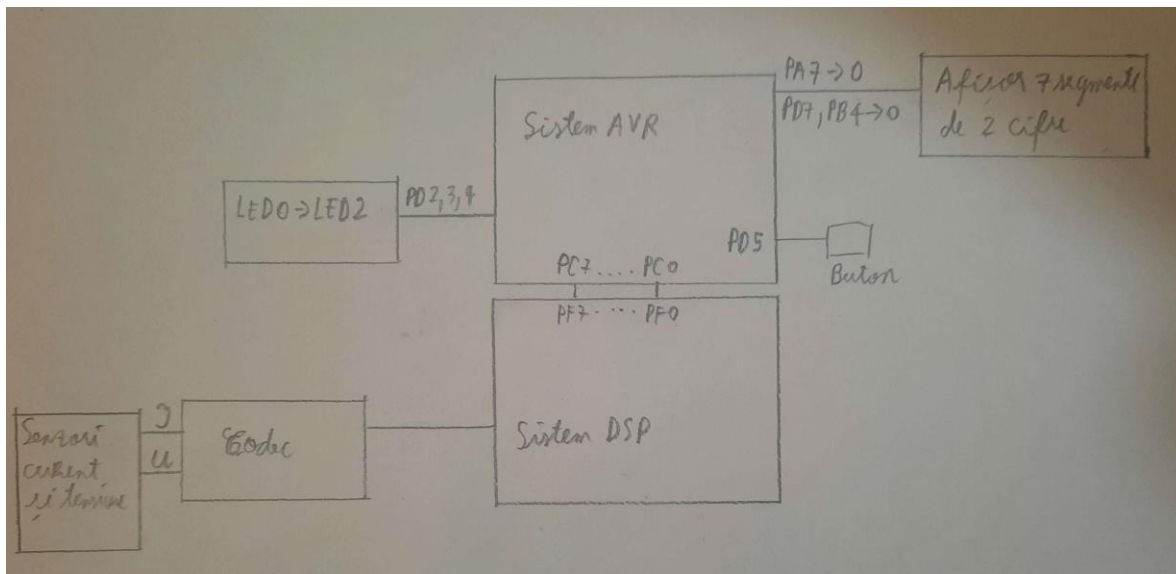 PA7→0
PD7, PB4→0
Afisor 7 segmente
de 2 cifre
Sistem AVR
LED0→LED2
PD2,3,4
PD5
Buton
PC7....PC0
PF7....PF0
Senzori
curent
și tensiune
I
U
Codec
Sistem DSP